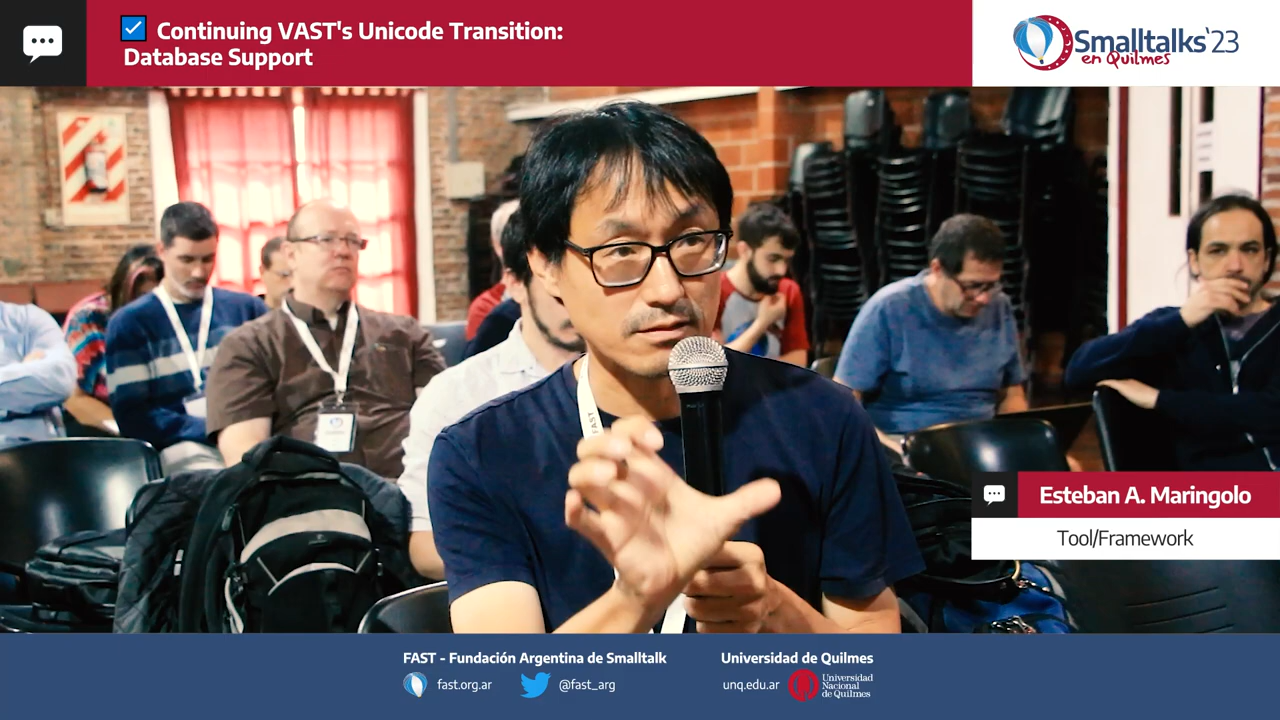 Continuing VAST's Unicode Transition:
Database Support
Smalltalks'23
en Quilmes
FAST
Esteban A. Maringolo
Tool/Framework
FAST - Fundación Argentina de Smalltalk
fast.org.ar
@fast_arg
Universidad de Quilmes
unq.edu.ar
Universidad
Nacional
de Quilmes